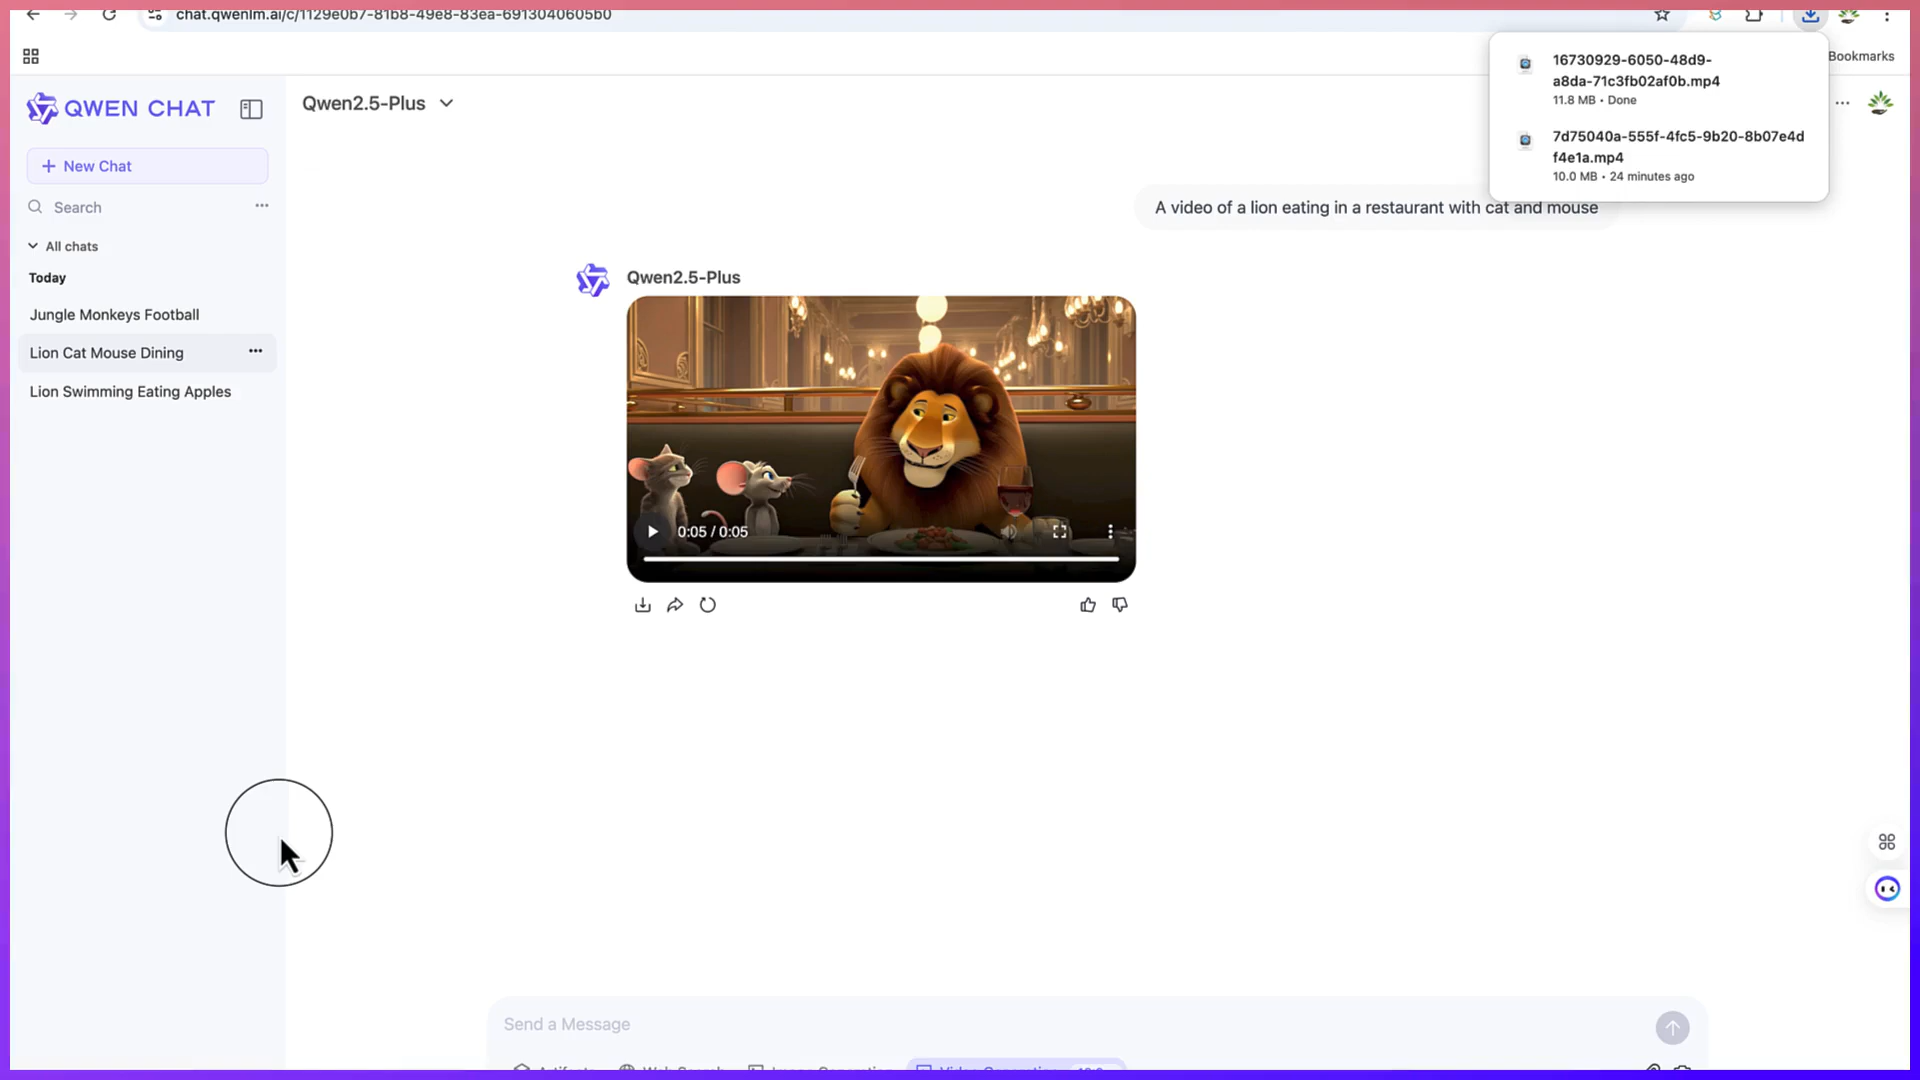 chat.qwenlm.ai/c/1129e0b7-81b8-49e8-83ea-6913040605b0
Bookmarks
16730929-6050-48d9-
a8da-71c3fb02af0b.mp4
11.8 MB • Done
7d75040a-555f-4fc5-9b20-8b07e4d
f4e1a.mp4
10.0 MB • 24 minutes ago
QWEN CHAT
Qwen2.5-Plus
New Chat
Search
All chats
Today
Jungle Monkeys Football
Lion Cat Mouse Dining
Lion Swimming Eating Apples
A video of a lion eating in a restaurant with cat and mouse
Qwen2.5-Plus
0:05 / 0:05
Send a Message